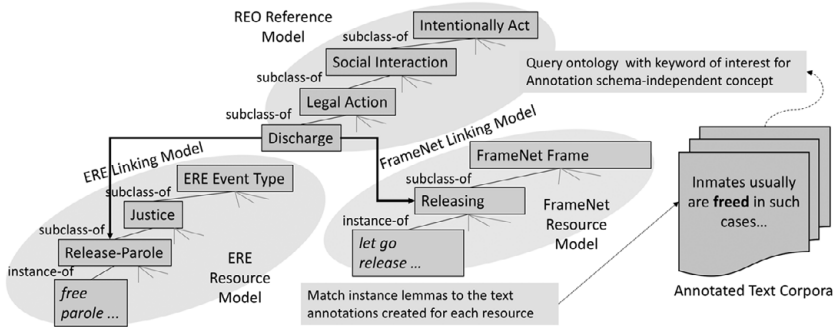 REO Reference
Model
Intentionally Act
subclass-of
Social Interaction
subclass-of
Legal Action
subclass-of
Discharge
Query ontology  with keyword of interest for
Annotation schema-independent concept
ERE Linking Model
ERE Event Type
subclass-of
Justice
subclass-of
Release-Parole
instance-of
free
parole ...
ERE
Resource
Model
FrameNet Linking Model
FrameNet Frame
subclass-of
Releasing
instance-of
let go
release ...
FrameNet
Resource
Model
Match instance lemmas to the text
annotations created for each resource
Inmates usually
are freed in such
cases...
Annotated Text Corpora